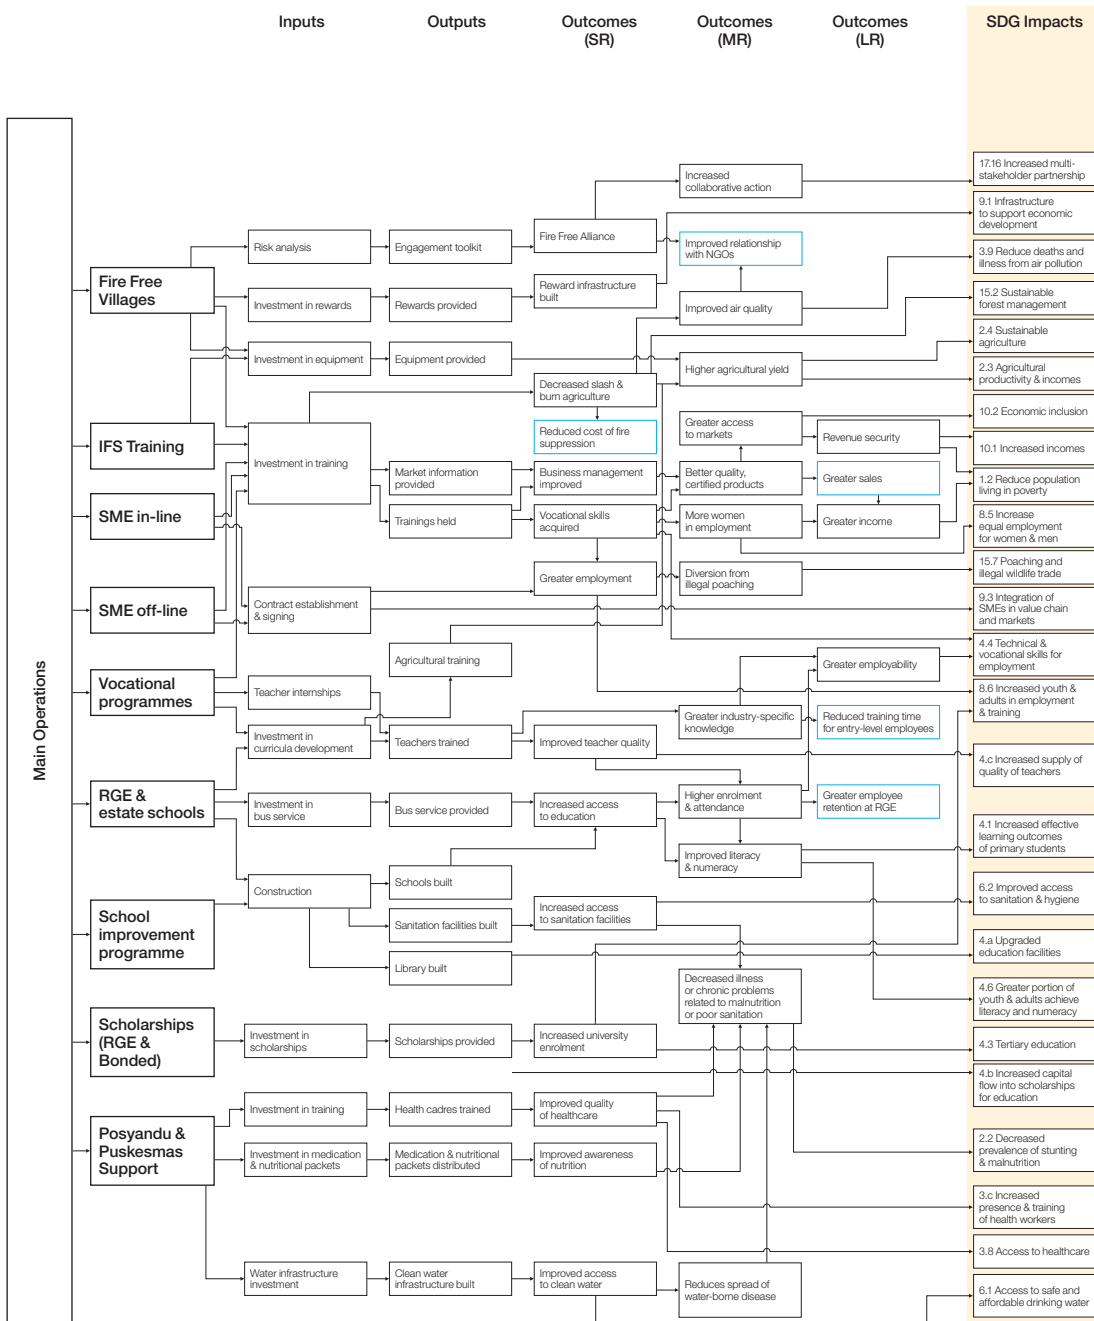 Inputs
Outputs
Outcomes
(SR)
Outcomes
(MR)
Outcomes
(LR)
SDG Impacts
Main Operations
Fire Free
Villages
IFS Training
SME in-line
SME off-line
Vocational
programmes
RGE &
estate schools
School
improvement
programme
Scholarships
(RGE &
Bonded)
Posyandu &
Puskesmas
Support
Risk analysis
Investment in rewards
Investment in equipment
Investment in training
Contract establishment
& signing
Teacher internships
Investment in
curricula development
Investment in
bus service
Construction
Investment in
scholarships
Investment in training
Investment in medication
& nutritional packets
Water infrastructure
investment
Engagement toolkit
Rewards provided
Equipment provided
Market information
provided
Trainings held
Agricultural training
Teachers trained
Bus service provided
Schools built
Sanitation facilities built
Library built
Scholarships provided
Health cadres trained
Medication & nutritional
packets distributed
Clean water
infrastructure built
Fire Free Alliance
Reward infrastructure
built
Decreased slash &
burn agriculture
Reduced cost of fire
suppression
Business management
improved
Vocational skills
acquired
Greater employment
Improved teacher quality
Increased access
to education
Increased access
to sanitation facilities
Increased university
enrolment
Improved quality
of healthcare
Improved awareness
of nutrition
Improved access
to clean water
Increased
collaborative action
Improved relationship
with NGOs
Improved air quality
Higher agricultural yield
Greater access
to markets
Better quality,
certified products
More women
in employment
Diversion from
illegal poaching
Greater industry-specific
knowledge
Higher enrolment
& attendance
Improved literacy
& numeracy
Decreased illness
or chronic problems
related to malnutrition
or poor sanitation
Reduces spread of
water-borne disease
Revenue security
Greater sales
Greater income
Greater employability
Reduced training time
for entry-level employees
Greater employee
retention at RGE
17.16 Increased multi-
stakeholder partnership
9.1 Infrastructure
to support economic
development
3.9 Reduce deaths and
illness from air pollution
15.2 Sustainable
forest management
2.4 Sustainable
agriculture
2.3 Agricultural
productivity & incomes
10.2 Economic inclusion
10.1 Increased incomes
1.2 Reduce population
living in poverty
8.5 Increase
equal employment
for women & men
15.7 Poaching and
illegal wildlife trade
9.3 Integration of
SMEs in value chain
and markets
4.4 Technical &
vocational skills for
employment
8.6 Increased youth &
adults in employment
& training
4.c Increased supply of
quality of teachers
4.1 Increased effective
learning outcomes
of primary students
6.2 Improved access
to sanitation & hygiene
4.a Upgraded
education facilities
4.6 Greater portion of
youth & adults achieve
literacy and numeracy
4.3 Tertiary education
4.b Increased capital
flow into scholarships
for education
2.2 Decreased
prevalence of stunting
& malnutrition
3.c Increased
presence & training
of health workers
3.8 Access to healthcare
6.1 Access to safe and
affordable drinking water